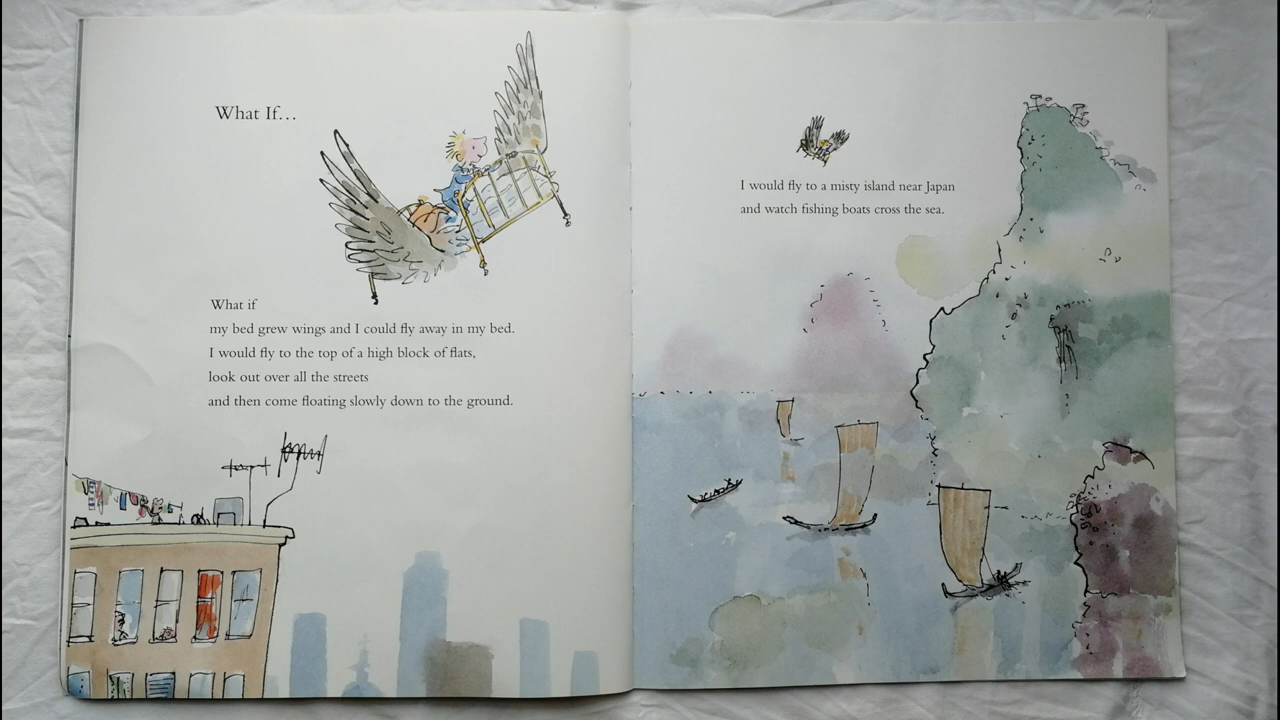 What If…
What if
my bed grew wings and I could fly away in my bed.
I would fly to the top of a high block of flats,
look out over all the streets
and then come floating slowly down to the ground.
I would fly to a misty island near Japan
and watch fishing boats cross the sea.